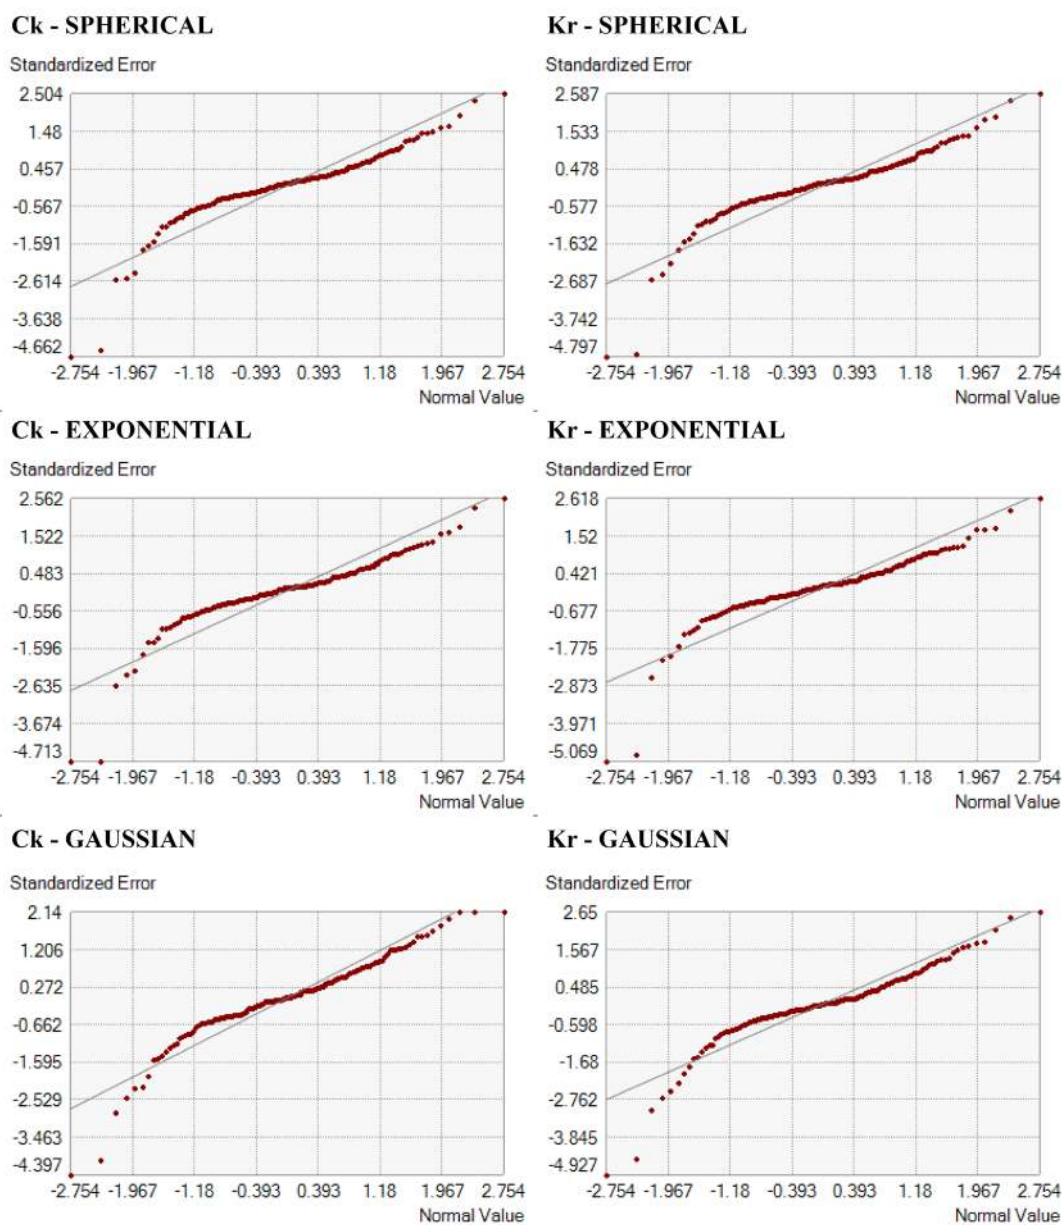 Ck - SPHERICAL
Standardized Error
2.504
1.48
0.457
-0.567
-1.591
-2.614
-3.638
-4.662
-2.754 -1.967 -1.18 -0.393 0.393 1.18 1.967 2.754
Normal Value
Kr - SPHERICAL
Standardized Error
2.587
1.533
0.478
-0.577
-1.632
-2.687
-3.742
-4.797
-2.754 -1.967 -1.18 -0.393 0.393 1.18 1.967 2.754
Normal Value
Ck - EXPONENTIAL
Standardized Error
2.562
1.522
0.483
-0.556
-1.596
-2.635
-3.674
-4.713
-2.754 -1.967 -1.18 -0.393 0.393 1.18 1.967 2.754
Normal Value
Kr - EXPONENTIAL
Standardized Error
2.618
1.52
0.421
-0.677
-1.775
-2.873
-3.971
-5.069
-2.754 -1.967 -1.18 -0.393 0.393 1.18 1.967 2.754
Normal Value
Ck - GAUSSIAN
Standardized Error
2.14
1.206
0.272
-0.662
-1.595
-2.529
-3.463
-4.397
-2.754 -1.967 -1.18 -0.393 0.393 1.18 1.967 2.754
Normal Value
Kr - GAUSSIAN
Standardized Error
2.65
1.567
0.485
-0.598
-1.68
-2.762
-3.845
-4.927
-2.754 -1.967 -1.18 -0.393 0.393 1.18 1.967 2.754
Normal Value